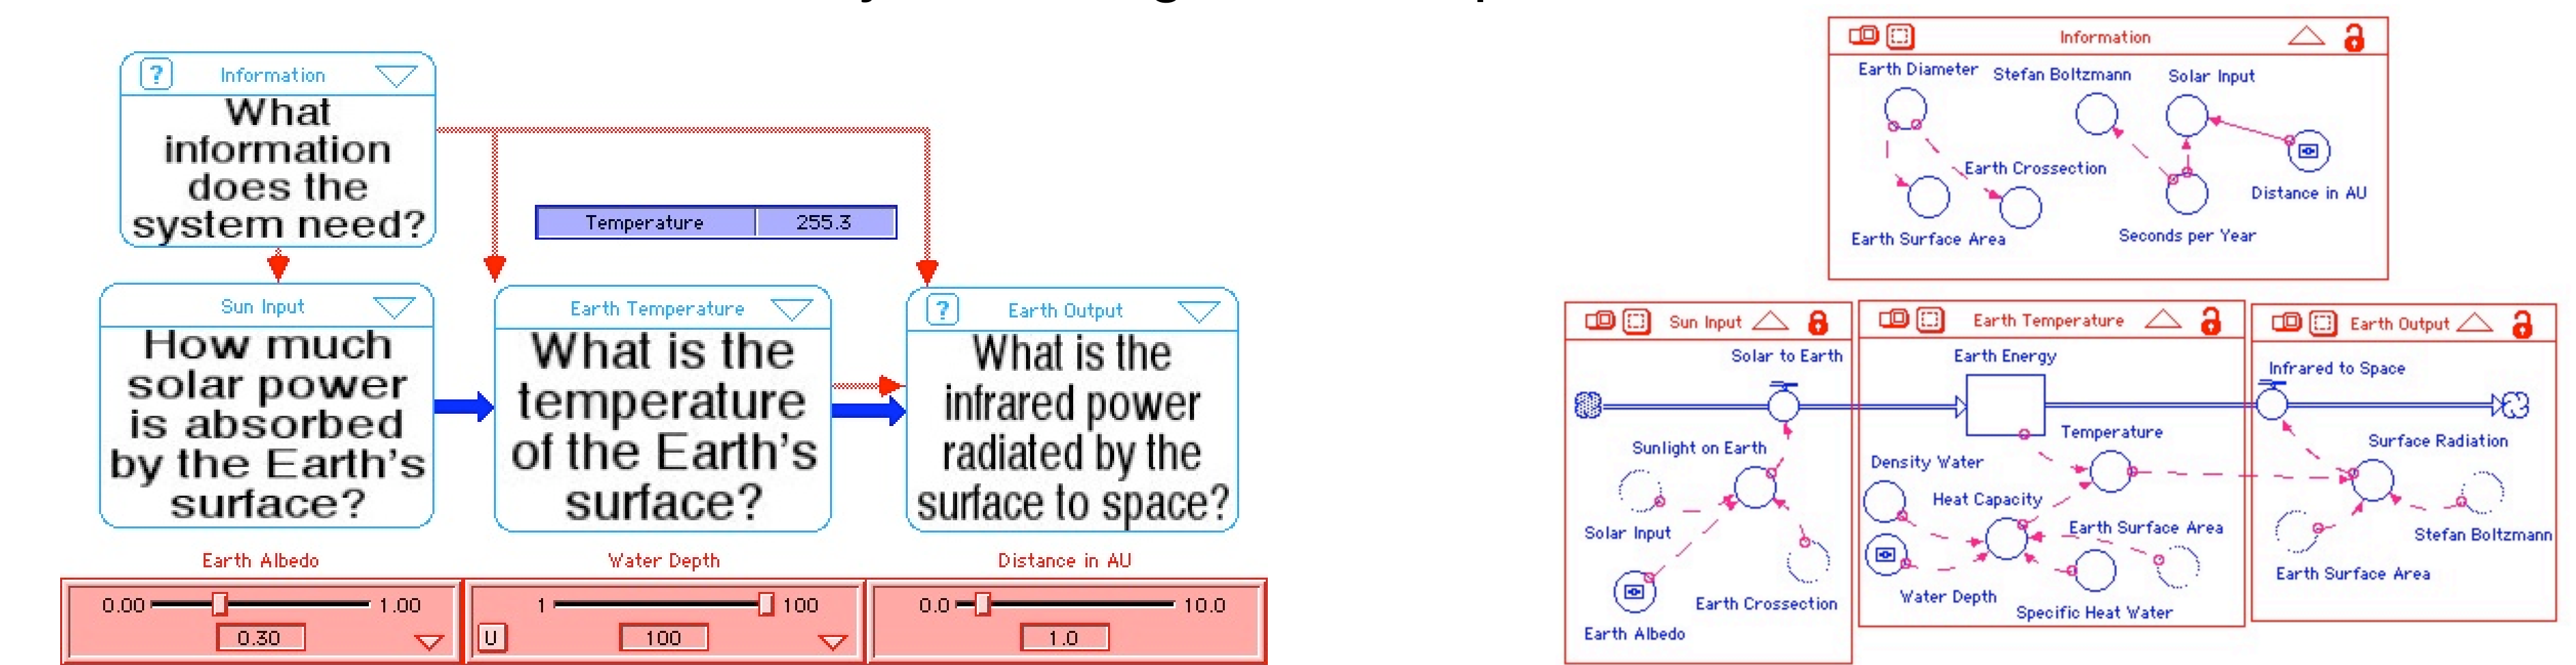 Information
What
information
does the
system need?
Temperature 255.3
Sun Input
How much
solar power
is absorbed
by the Earth's
surface?
Earth Temperature
What is the
temperature
of the Earth's
surface?
Earth Output
What is the
infrared power
radiated by the
surface to space?
Earth Albedo
0.00 1.00
0.30
Water Depth
1 100
U 100
Distance in AU
0.0 10.0
1.0
Information
Earth Diameter
Stefan Boltzmann
Solar Input
Earth Crossection
Distance in AU
Earth Surface Area
Seconds per Year
Sun Input
Solar to Earth
Sunlight on Earth
Solar Input
Earth Crossection
Earth Albedo
Earth Temperature
Earth Energy
Temperature
Density Water
Heat Capacity
Earth Surface Area
Water Depth
Specific Heat Water
Earth Output
Infrared to Space
Surface Radiation
Stefan Boltzmann
Earth Surface Area